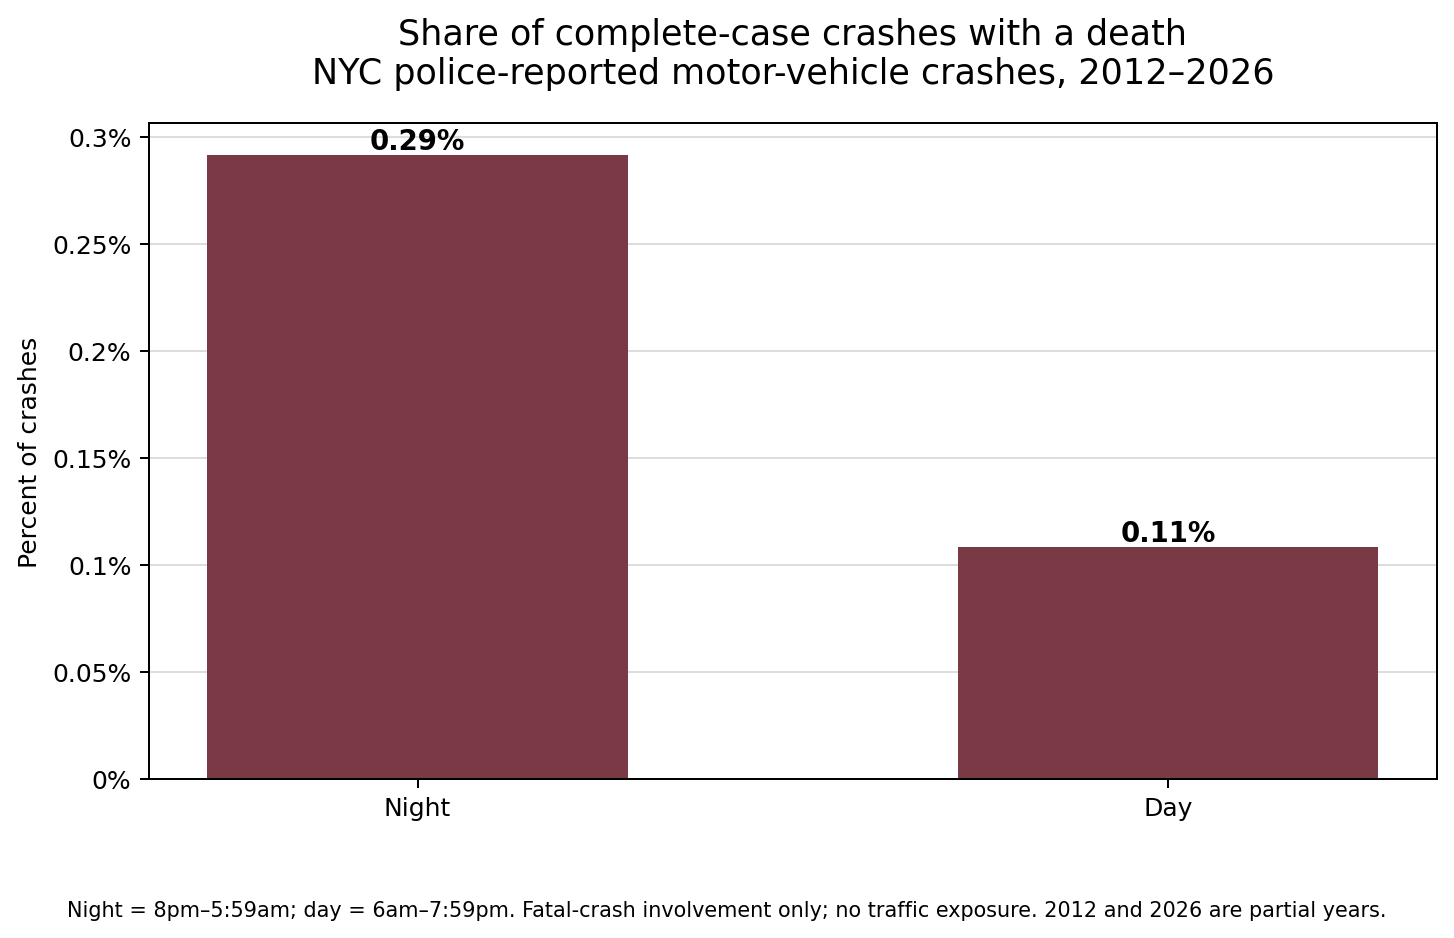 Share of complete-case crashes with a death
NYC police-reported motor-vehicle crashes, 2012–2026
Percent of crashes
0.3%
0.25%
0.2%
0.15%
0.1%
0.05%
0%
0.29%
0.11%
Night
Day
Night = 8pm–5:59am; day = 6am–7:59pm. Fatal-crash involvement only; no traffic exposure. 2012 and 2026 are partial years.